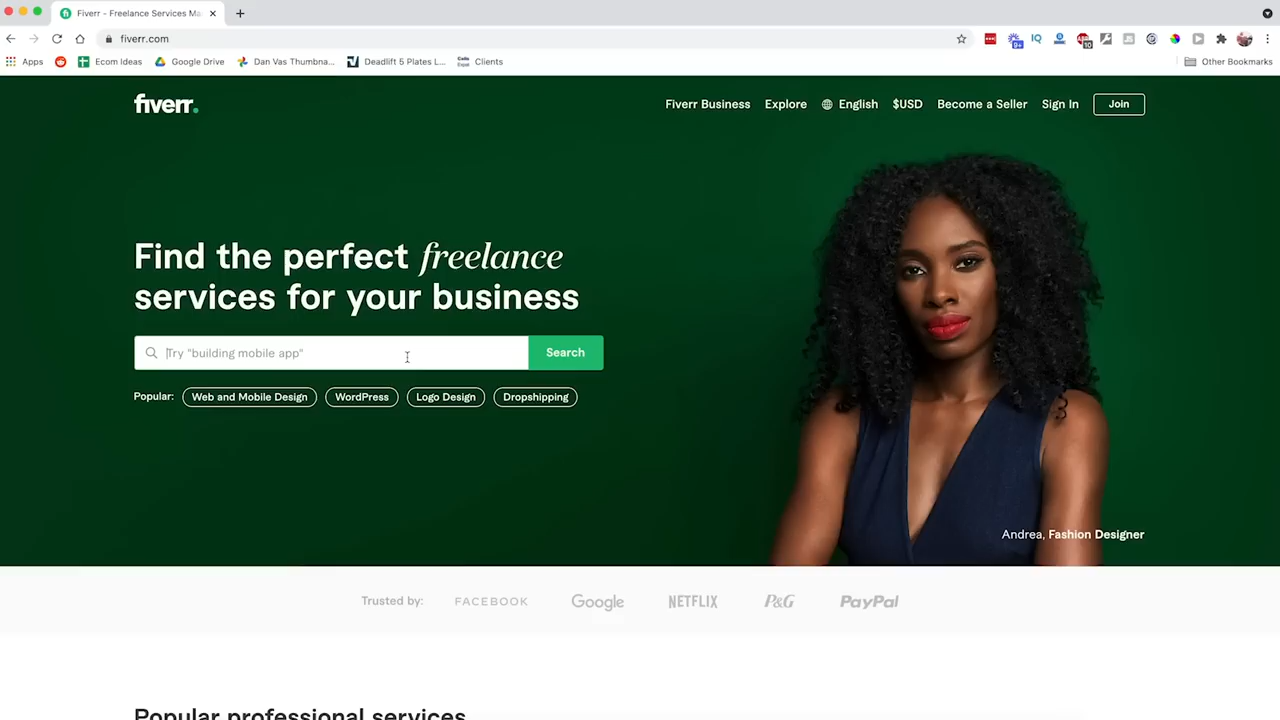 Fiverr - Freelance Services Ma
fiverr.com
IQ
9+
10
Apps
Ecom Ideas
Google Drive
Dan Vas Thumbna...
Deadlift 5 Plates L...
Clients
Other Bookmarks
fiverr.
Fiverr Business
Explore
English
$USD
Become a Seller
Sign In
Join
Find the perfect freelance
services for your business
Try "building mobile app"
Search
Popular:
Web and Mobile Design
WordPress
Logo Design
Dropshipping
Andrea, Fashion Designer
Trusted by:
FACEBOOK
Google
NETFLIX
P&G
PayPal
Popular professional services